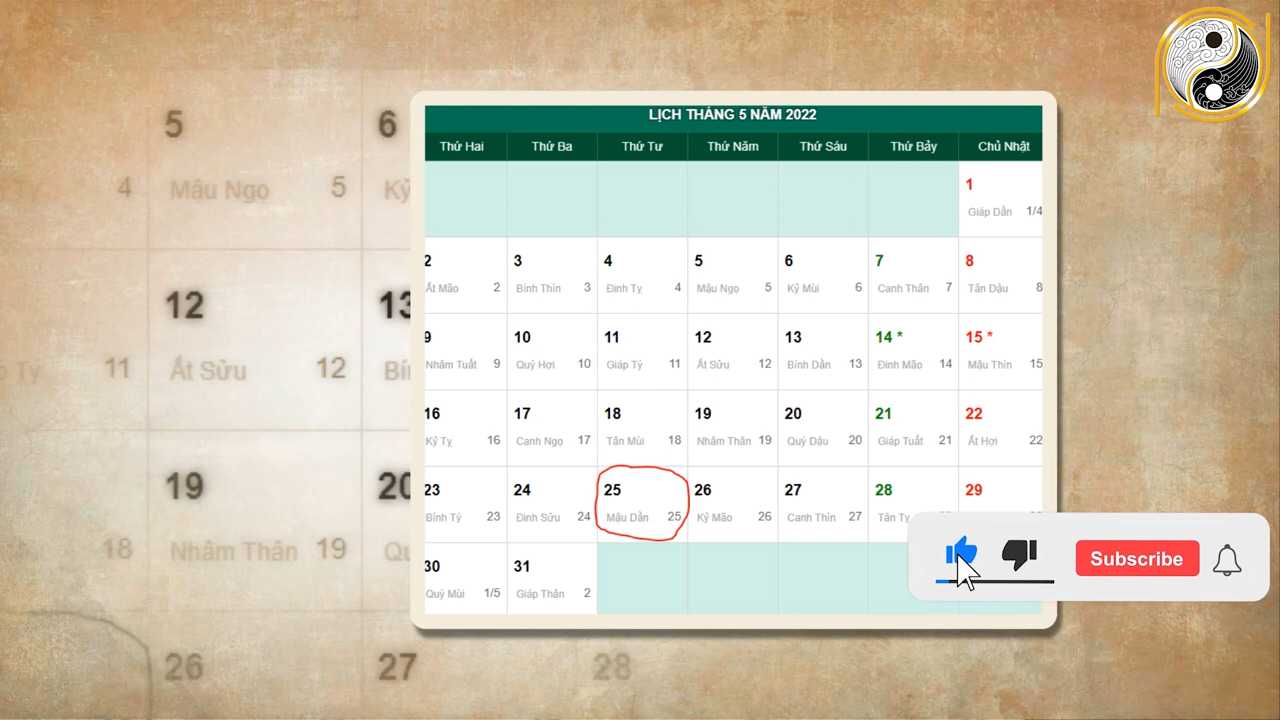 LỊCH THÁNG 5 NĂM 2022
Thứ Hai Thứ Ba Thứ Tư Thứ Năm Thứ Sáu Thứ Bảy Chủ Nhật
1
Giáp Dần 1/4
2 3 4 5 6 7 8
Ất Mão 2 Bính Thìn 3 Đinh Tỵ 4 Mậu Ngọ 5 Kỷ Mùi 6 Canh Thân 7 Tân Dậu 8
9 10 11 12 13 14 * 15 *
Nhâm Tuất 9 Quý Hợi 10 Giáp Tý 11 Ất Sửu 12 Bính Dần 13 Đinh Mão 14 Mậu Thìn 15
16 17 18 19 20 21 22
Kỷ Tỵ 16 Canh Ngọ 17 Tân Mùi 18 Nhâm Thân 19 Quý Dậu 20 Giáp Tuất 21 Ất Hợi 22
23 24 25 26 27 28 29
Bính Tý 23 Đinh Sửu 24 Mậu Dần 25 Kỷ Mão 26 Canh Thìn 27 Tân Tỵ
30 31
Quý Mùi 1/5 Giáp Thân 2
Subscribe
5 6
Tỵ 4 Mậu Ngọ 5 Kỷ
12 13
Tý 11 Ất Sửu 12
19 20
18 Nhâm Thân 19
26 27 28